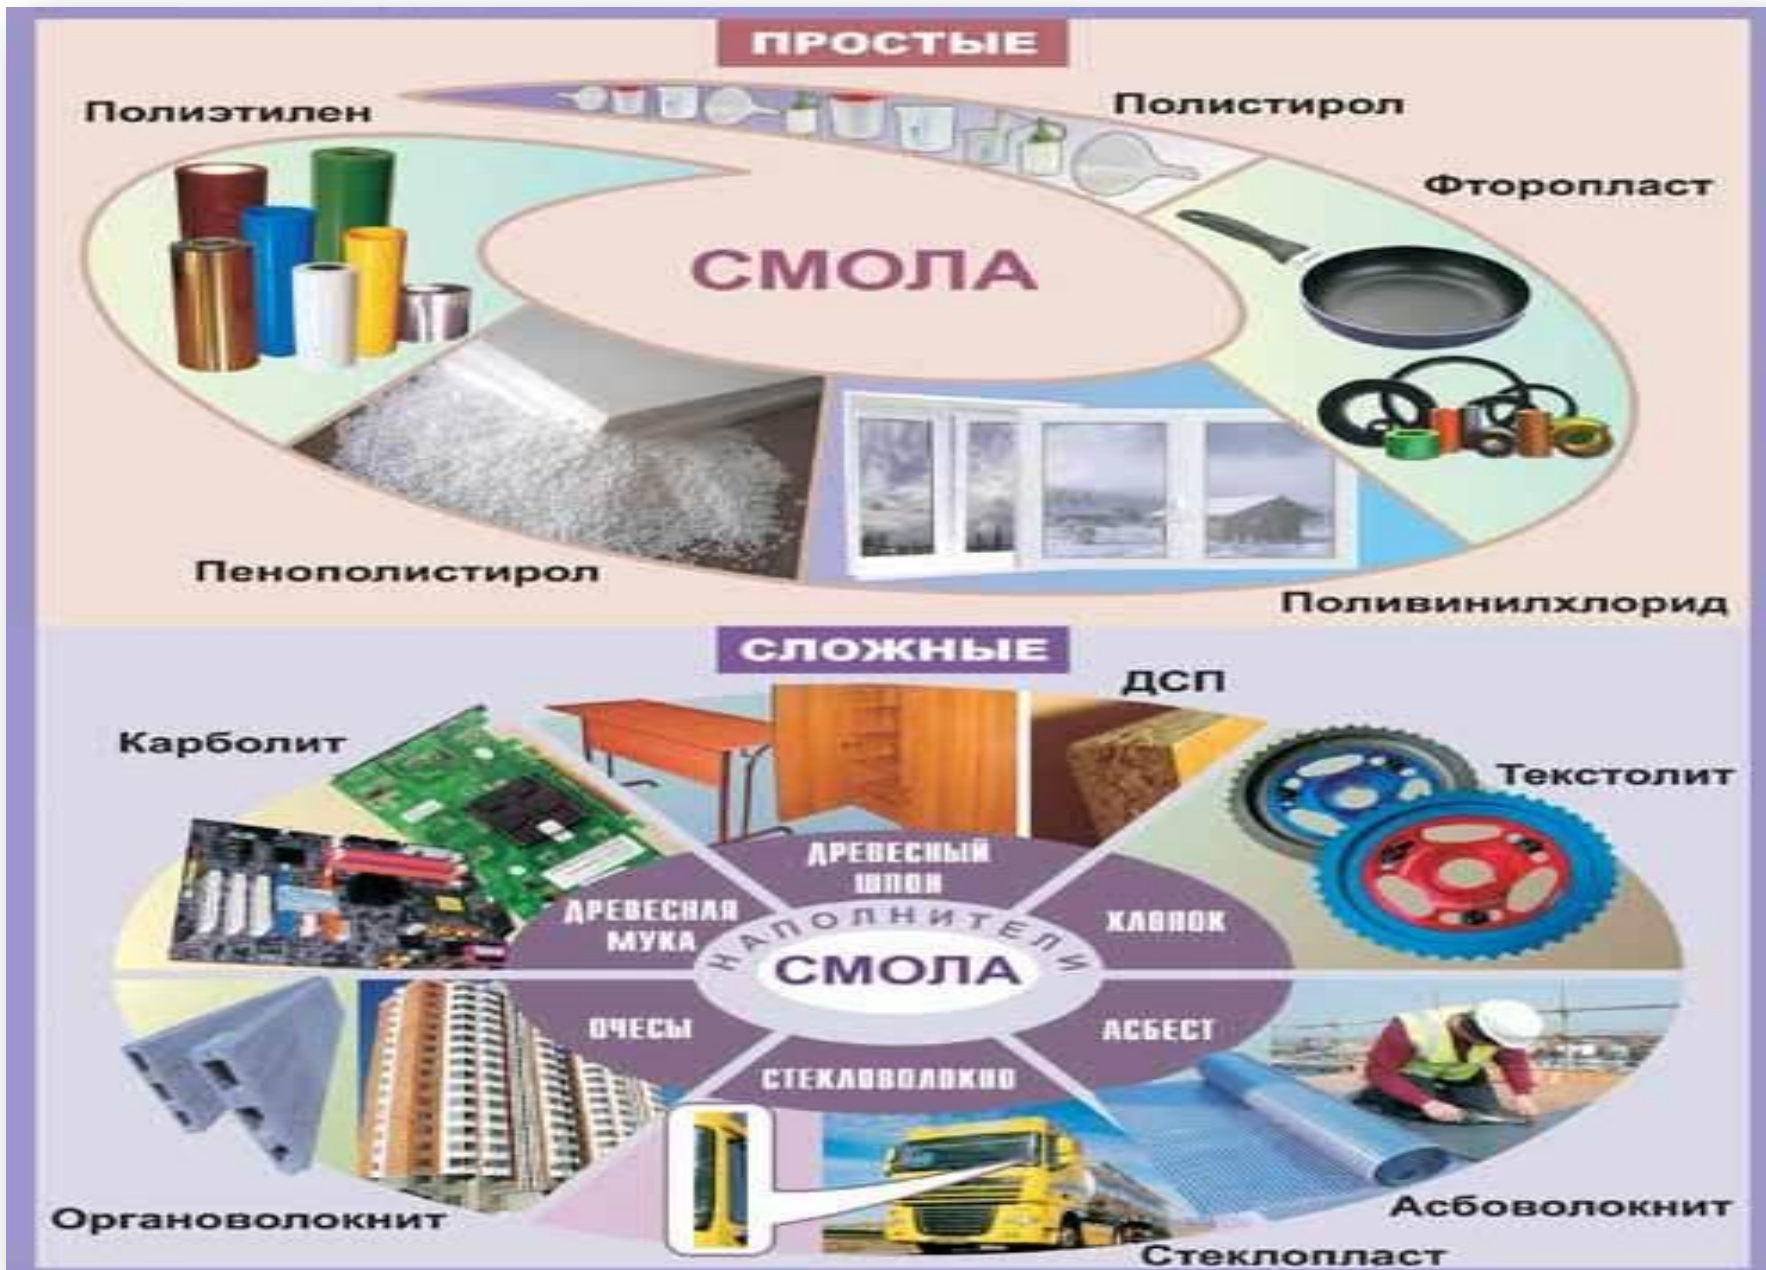 ПРОСТЫЕ
Полиэтилен
Полистирол
Фторопласт
СМОЛА
Пенополистирол
Поливинилхлорид
СЛОЖНЫЕ
ДСП
Карболит
Текстолит
ДРЕВЕСНЫЙ
ШПОН
ДРЕВЕСНАЯ
МУКА
ХЛОПОК
НАПОЛНИТЕЛИ
СМОЛА
ОЧЕСЫ
АСБЕСТ
СТЕКЛОВОЛОКНО
Органоволокнит
Асбоволокнит
Стеклопласт